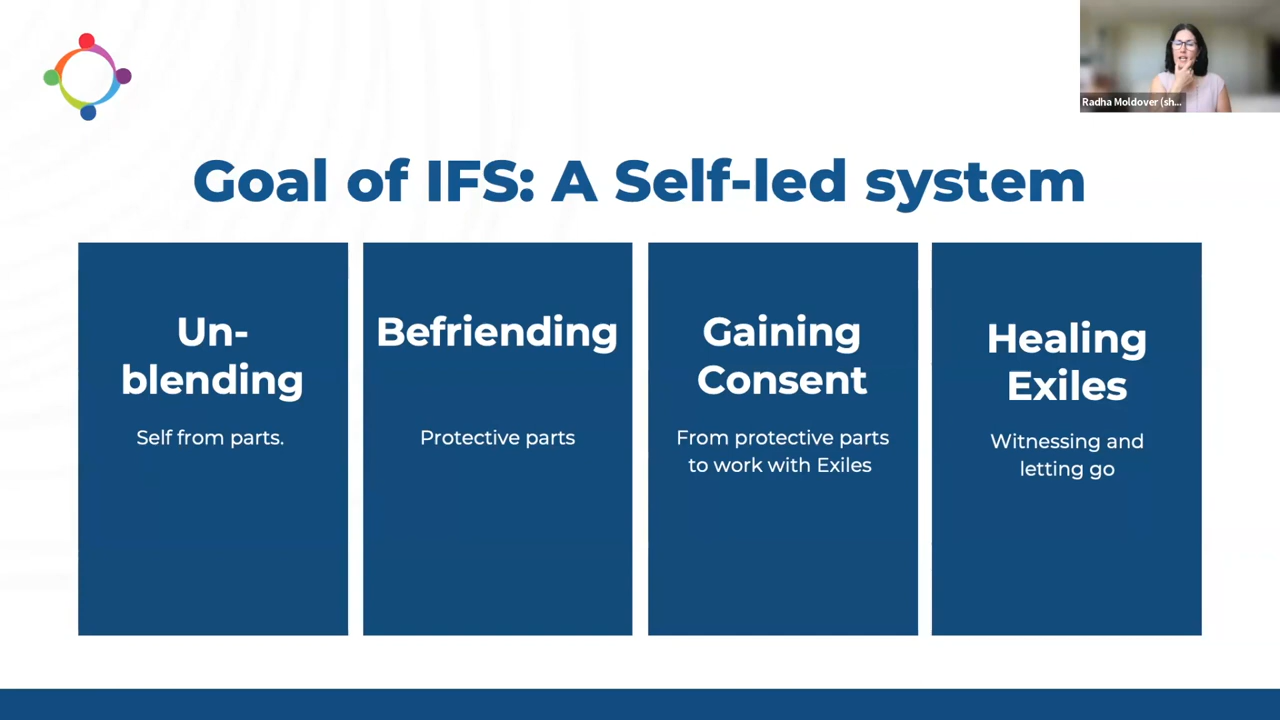 Radha Moldover (sh...
Goal of IFS: A Self-led system
Un-
blending
Self from parts.
Befriending
Protective parts
Gaining
Consent
From protective parts
to work with Exiles
Healing
Exiles
Witnessing and
letting go